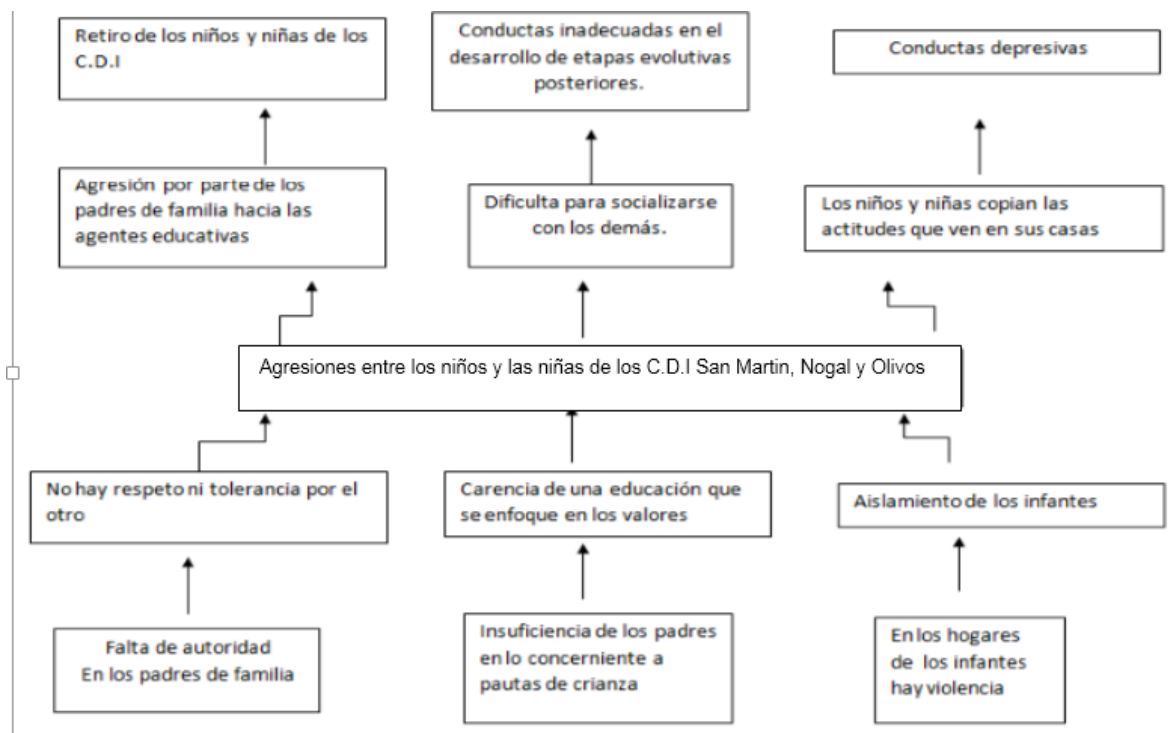 Retiro de los niños y niñas de los
C.D.I
Conductas inadecuadas en el
desarrollo de etapas evolutivas
posteriores.
Conductas depresivas
Agresión por parte de los
padres de familia hacia las
agentes educativas
Dificulta para socializarse
con los demás.
Los niños y niñas copian las
actitudes que ven en sus casas
Agresiones entre los niños y las niñas de los C.D.I San Martin, Nogal y Olivos
No hay respeto ni tolerancia por el
otro
Carencia de una educación que
se enfoque en los valores
Aislamiento de los infantes
Falta de autoridad
En los padres de familia
Insuficiencia de los padres
en lo concerniente a
pautas de crianza
En los hogares
de los infantes
hay violencia